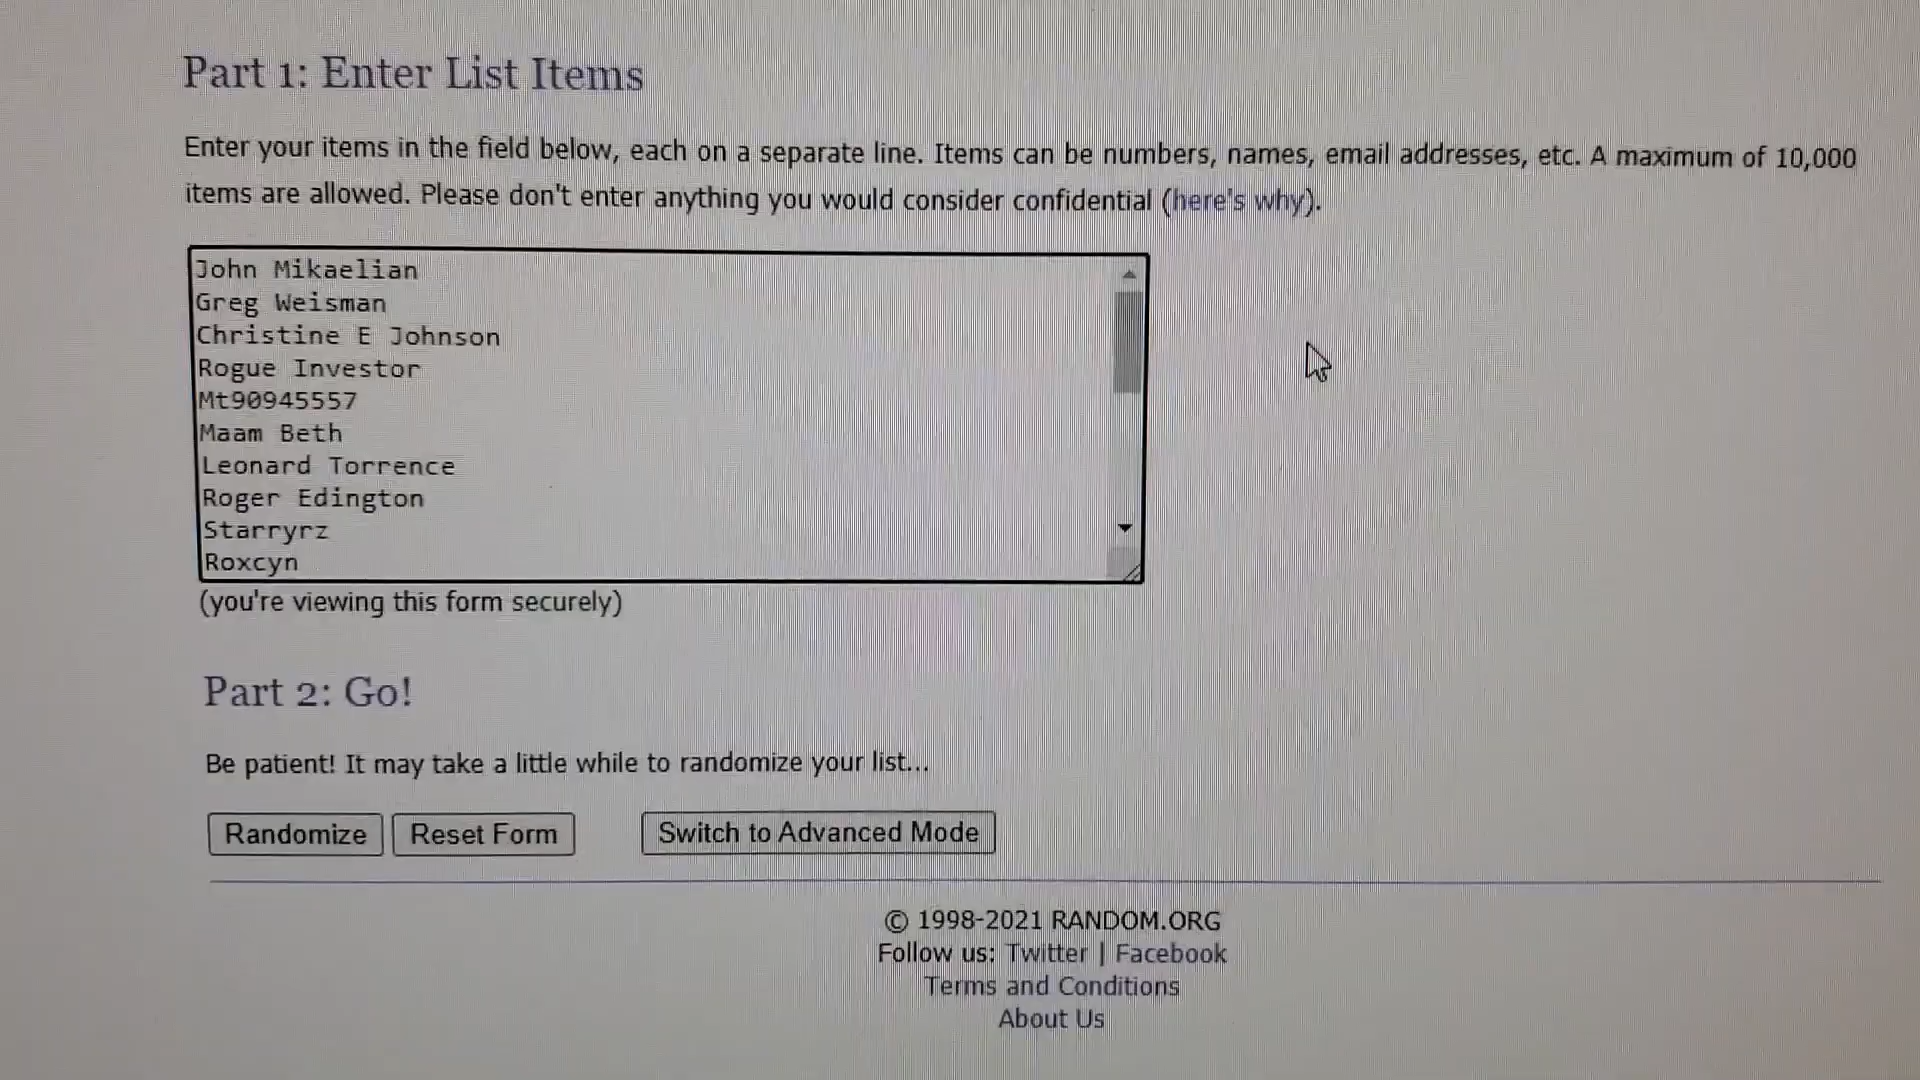 Part 1: Enter List Items
Enter your items in the field below, each on a separate line. Items can be numbers, names, email addresses, etc. A maximum of 10,000
items are allowed. Please don't enter anything you would consider confidential (here's why).
John Mikaelian
Greg Weisman
Christine E Johnson
Rogue Investor
Mt90945557
Maam Beth
Leonard Torrence
Roger Edington
Starryrz
Roxcyn
(you're viewing this form securely)
Part 2: Go!
Be patient! It may take a little while to randomize your list...
Randomize Reset Form Switch to Advanced Mode
© 1998-2021 RANDOM.ORG
Follow us: Twitter | Facebook
Terms and Conditions
About Us